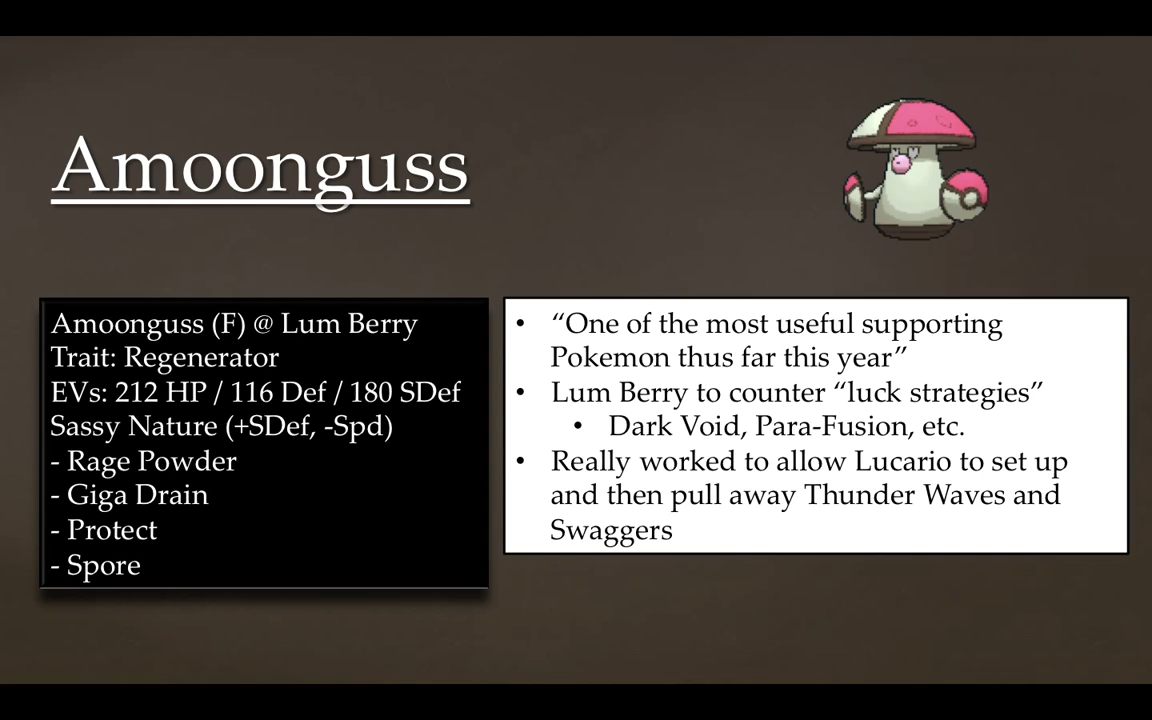 Amoonguss
Amoonguss (F) @ Lum Berry
Trait: Regenerator
EVs: 212 HP / 116 Def / 180 SDef
Sassy Nature (+SDef, -Spd)
- Rage Powder
- Giga Drain
- Protect
- Spore
• “One of the most useful supporting
Pokemon thus far this year”
• Lum Berry to counter “luck strategies”
• Dark Void, Para-Fusion, etc.
• Really worked to allow Lucario to set up
and then pull away Thunder Waves and
Swaggers